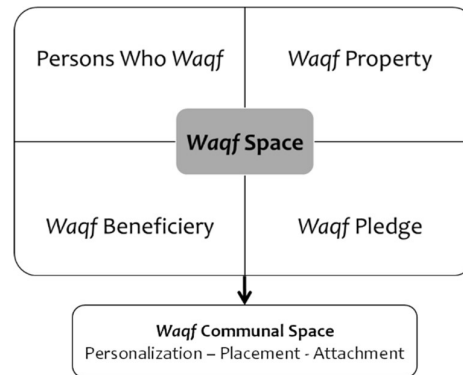 Persons Who Waqf
Waqf Property
Waqf Space
Waqf Beneficiery
Waqf Pledge
Waqf Communal Space
Personalization – Placement - Attachment